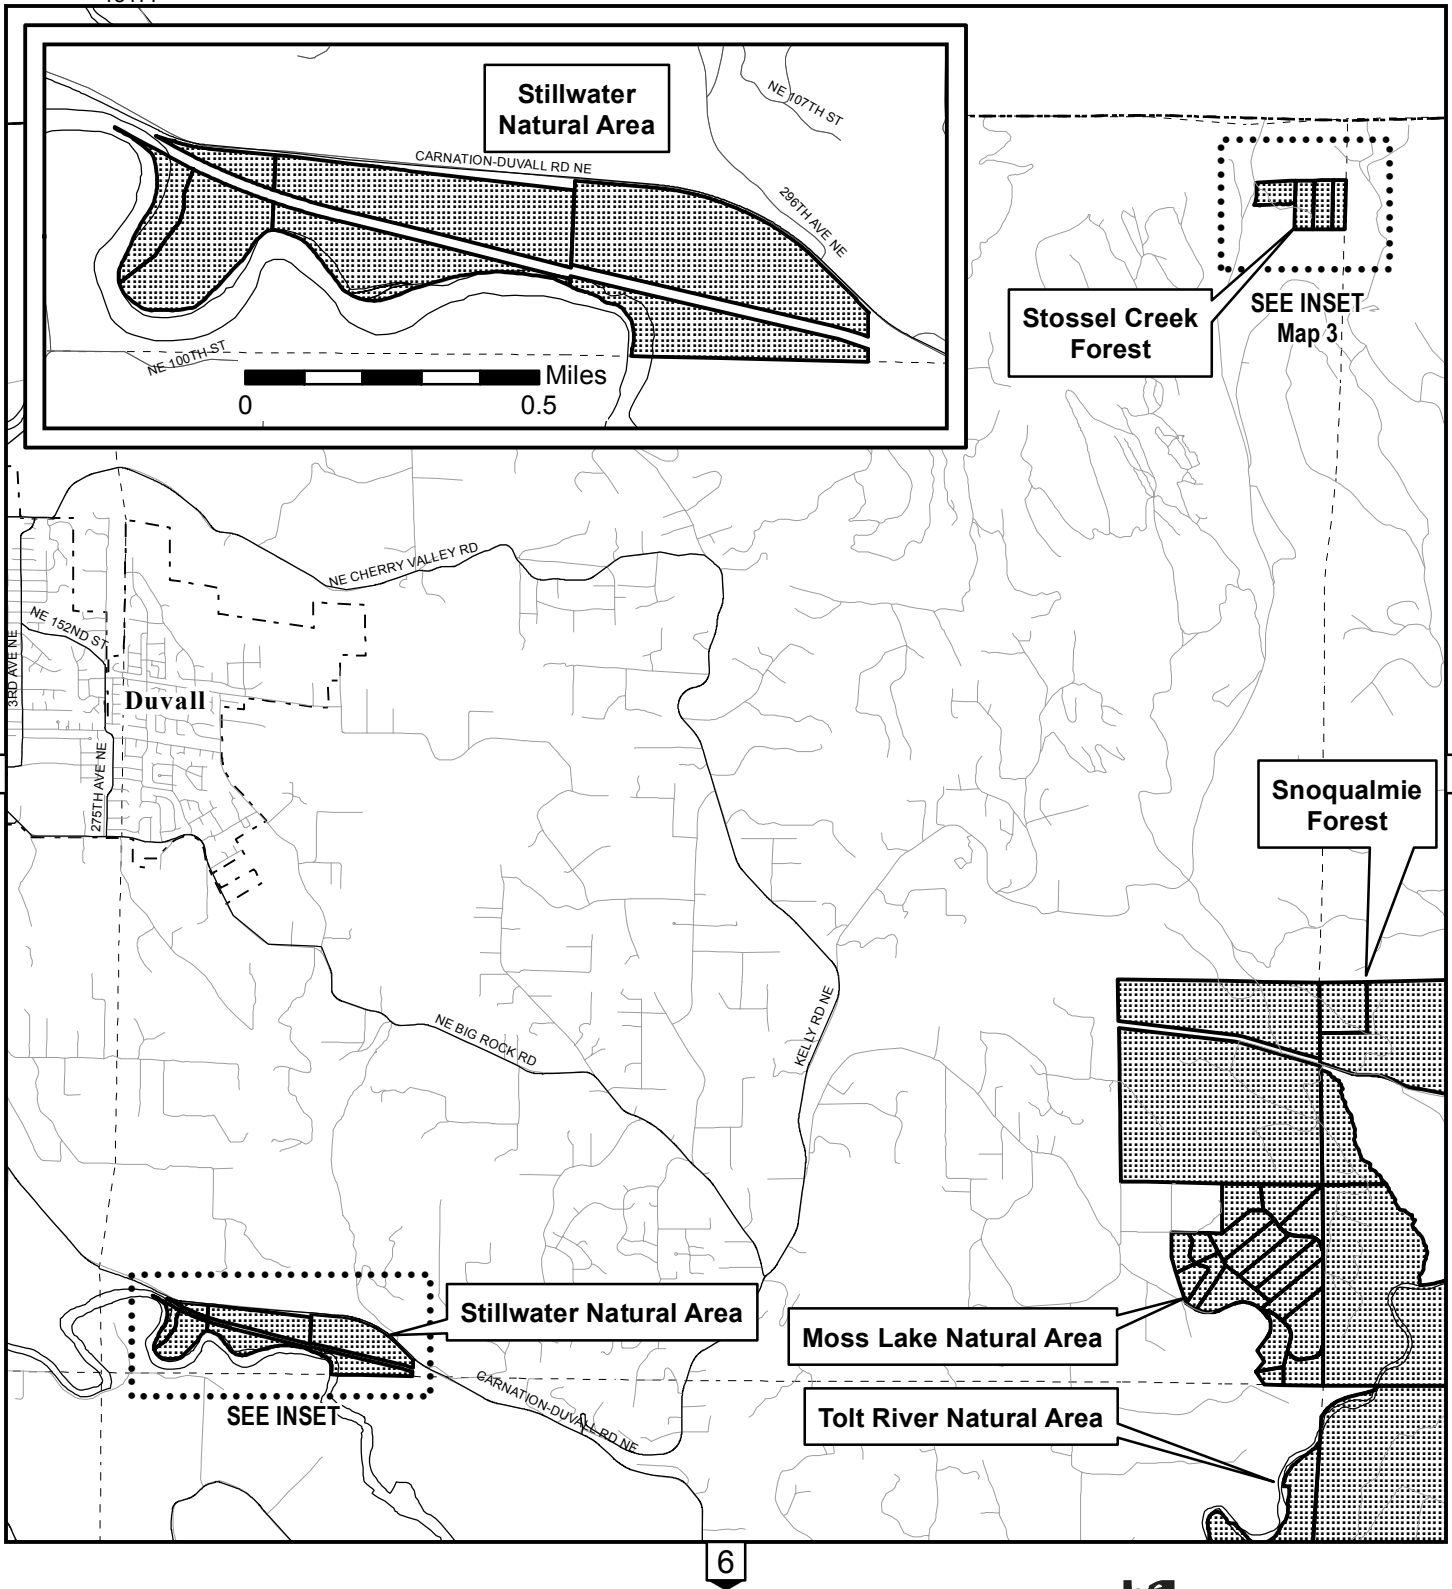 Stillwater
Natural Area
NE 107TH ST
CARNATION-DUVALL RD NE
296TH AVE NE
NE 100TH ST
Miles
0
0.5
Stossel Creek
Forest
SEE INSET
Map 3
NE CHERRY VALLEY RD
NE 152ND ST
3RD AVE NE
Duvall
275TH AVE NE
Snoqualmie
Forest
KELLY RD NE
NE BIG ROCK RD
Stillwater Natural Area
Moss Lake Natural Area
SEE INSET
CARNATION-DUVALL RD NE
Tolt River Natural Area
6